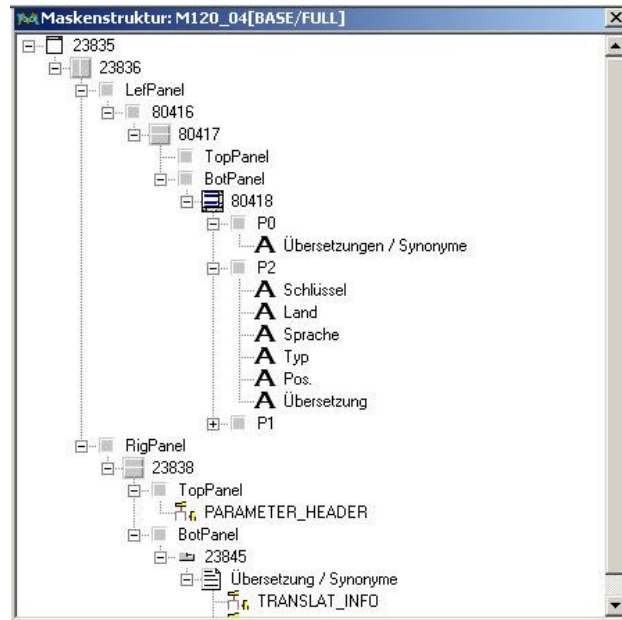 Maskenstruktur: M120_04[BASE/FULL]
23835
23836
LefPanel
80416
80417
TopPanel
BotPanel
80418
P0
A Übersetzungen / Synonyme
P2
A Schlüssel
A Land
A Sprache
A Typ
A Pos.
A Übersetzung
P1
RigPanel
23838
TopPanel
PARAMETER_HEADER
BotPanel
23845
Übersetzung / Synonyme
TRANSLAT_INFO